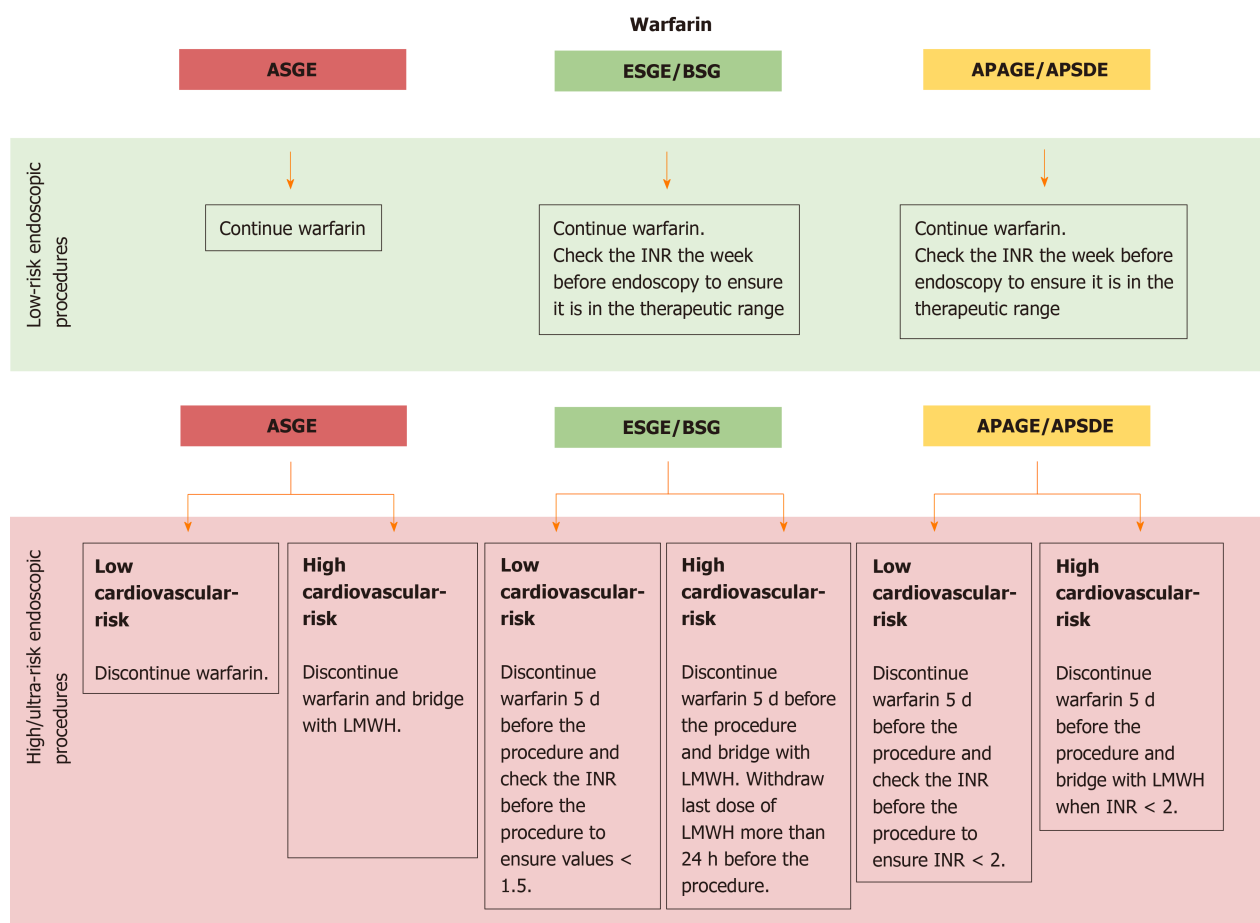 Warfarin
ASGE
ESGE/BSG
APAGE/APSDE
Low-risk endoscopic
procedures
Continue warfarin
Continue warfarin.
Check the INR the week
before endoscopy to ensure
it is in the therapeutic range
Continue warfarin.
Check the INR the week before
endoscopy to ensure it is in the
therapeutic range
ASGE
ESGE/BSG
APAGE/APSDE
High/ultra-risk endoscopic
procedures
Low
cardiovascular-
risk
Discontinue warfarin.
High
cardiovascular-
risk
Discontinue
warfarin and bridge
with LMWH.
Low
cardiovascular-
risk
Discontinue
warfarin 5 d
before the
procedure and
check the INR
before the
procedure to
ensure values <
1.5.
High
cardiovascular-
risk
Discontinue
warfarin 5 d before
the procedure
and bridge with
LMWH. Withdraw
last dose of
LMWH more than
24 h before the
procedure.
Low
cardiovascular-
risk
Discontinue
warfarin 5 d
before the
procedure and
check the INR
before the
procedure to
ensure INR < 2.
High
cardiovascular-
risk
Discontinue
warfarin 5 d
before the
procedure and
bridge with LMWH
when INR < 2.